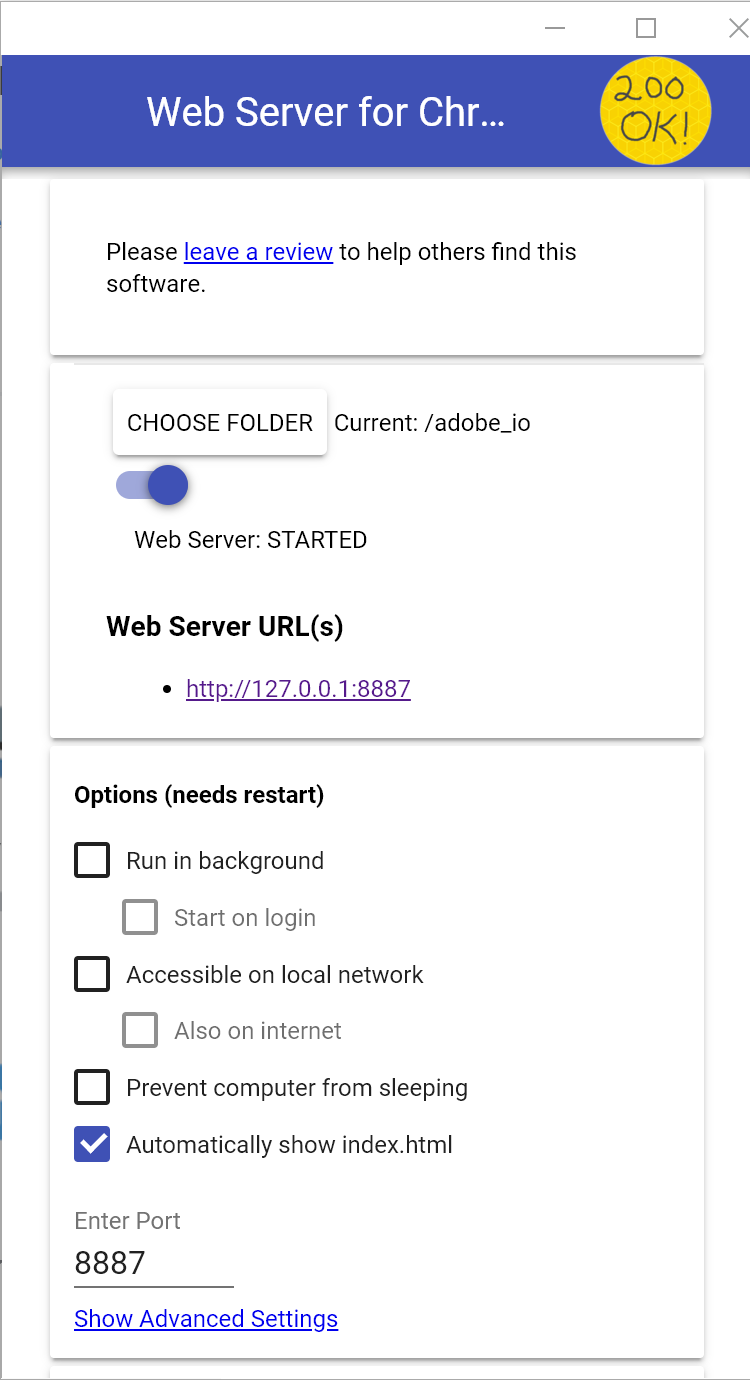 Web Server for Chr...
200
OK!
Please leave a review to help others find this
software.
CHOOSE FOLDER Current: /adobe_io
Web Server: STARTED
Web Server URL(s)
• http://127.0.0.1:8887
Options (needs restart)
Run in background
Start on login
Accessible on local network
Also on internet
Prevent computer from sleeping
Automatically show index.html
Enter Port
8887
Show Advanced Settings